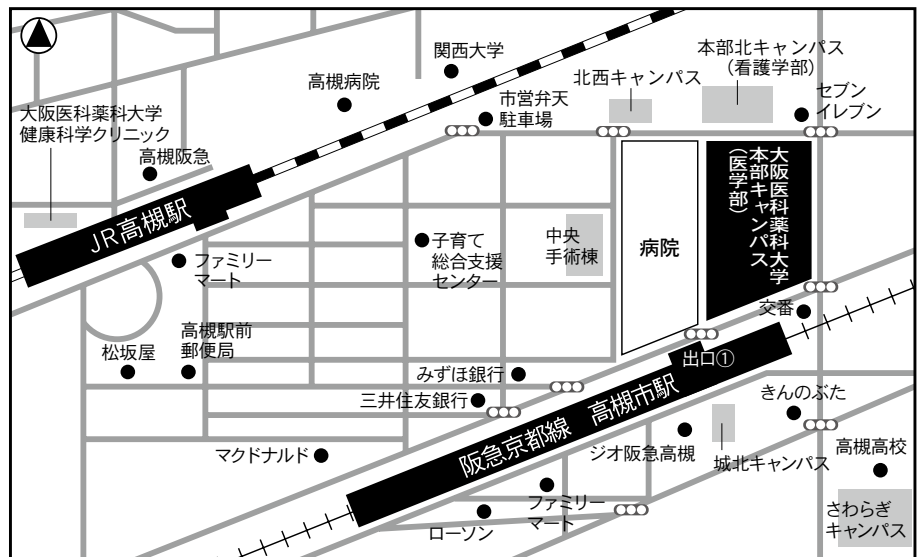 関西大学
本部北キャンパス
（看護学部）
高槻病院
北西キャンパス
セブン
イレブン
市営弁天
駐車場
大阪医科薬科大学
健康科学クリニック
高槻阪急
大阪医科薬科大学
本部キャンパス
（医学部）
JR高槻駅
子育て
総合支援
センター
中央
手術棟
病院
ファミリー
マート
交番
高槻駅前
郵便局
松坂屋
出口①
みずほ銀行
三井住友銀行
阪急京都線 高槻市駅
きんのぶた
マクドナルド
ジオ阪急高槻
城北キャンパス
高槻高校
ファミリー
マート
ローソン
さわらぎ
キャンパス